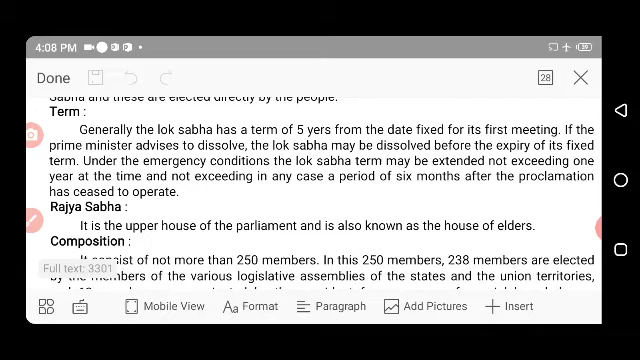 4:08 PM
39
Done
28
Sabha and these are elected directly by the people.
Term :
Generally the lok sabha has a term of 5 yers from the date fixed for its first meeting. If the
prime minister advises to dissolve, the lok sabha may be dissolved before the expiry of its fixed
term. Under the emergency conditions the lok sabha term may be extended not exceeding one
year at the time and not exceeding in any case a period of six months after the proclamation
has ceased to operate.
Rajya Sabha :
It is the upper house of the parliament and is also known as the house of elders.
Composition :
It consist of not more than 250 members. In this 250 members, 238 members are elected
Full text: 3301
by the members of the various legislative assemblies of the states and the union territories,
Mobile View
Format
Paragraph
Add Pictures
Insert